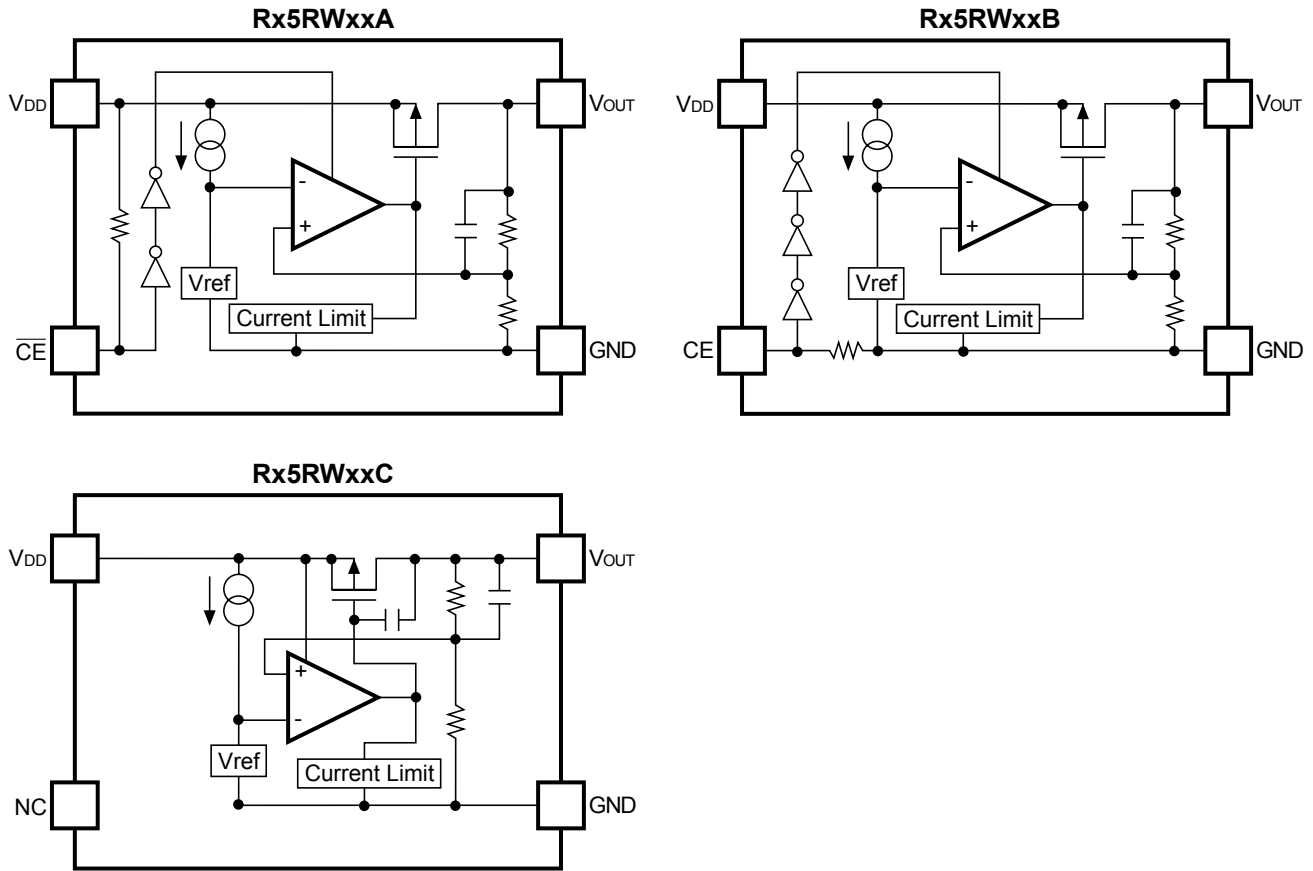 Rx5RWxxA
VDD
VOUT
-
+
Vref
Current Limit
CE
GND
Rx5RWxxB
VDD
VOUT
-
+
Vref
Current Limit
CE
GND
Rx5RWxxC
VDD
VOUT
+
-
Vref
Current Limit
NC
GND